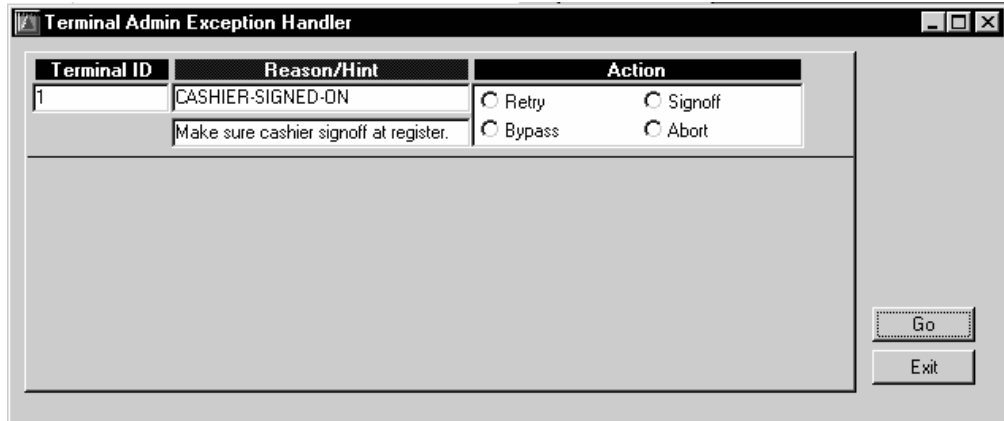 Terminal Admin Exception Handler
Terminal ID Reason/Hint Action
1 CASHIER-SIGNED-ON Retry Signoff
Make sure cashier signoff at register. Bypass Abort
Go
Exit